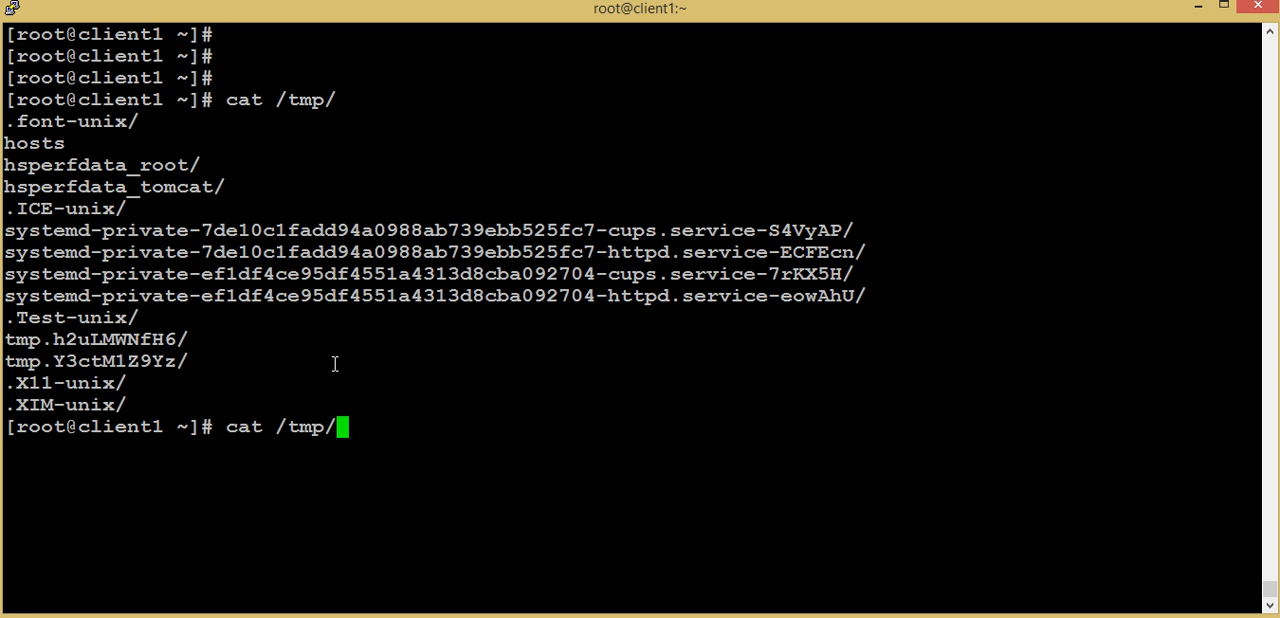 root@client1:~
[root@client1 ~]#
[root@client1 ~]#
[root@client1 ~]#
[root@client1 ~]# cat /tmp/
.font-unix/
hosts
hsperfdata_root/
hsperfdata_tomcat/
.ICE-unix/
systemd-private-7de10c1fadd94a0988ab739ebb525fc7-cups.service-S4VyAP/
systemd-private-7de10c1fadd94a0988ab739ebb525fc7-httpd.service-ECFEcn/
systemd-private-ef1df4ce95df4551a4313d8cba092704-cups.service-7rKX5H/
systemd-private-ef1df4ce95df4551a4313d8cba092704-httpd.service-eowAhU/
.Test-unix/
tmp.h2uLMWNfH6/
tmp.Y3ctM1Z9Yz/
.X11-unix/
.XIM-unix/
[root@client1 ~]# cat /tmp/